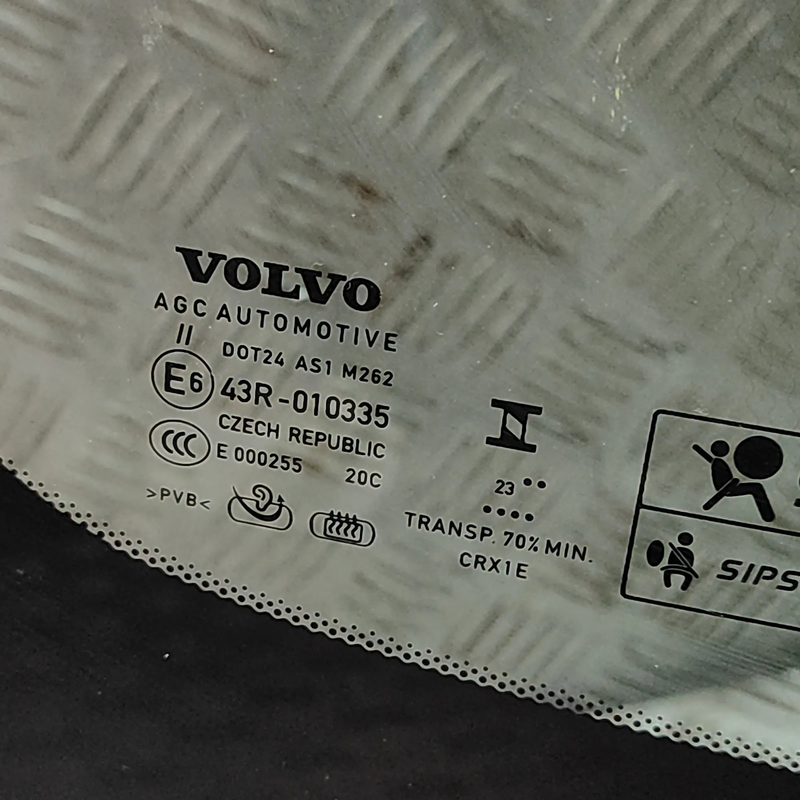 VOLVO
AGC AUTOMOTIVE
II
DOT24 AS1 M262
E6 43R-010335
CZECH REPUBLIC
CCC E 000255 20C
>PVB<
23
TRANSP. 70% MIN.
CRX1E
SIPS